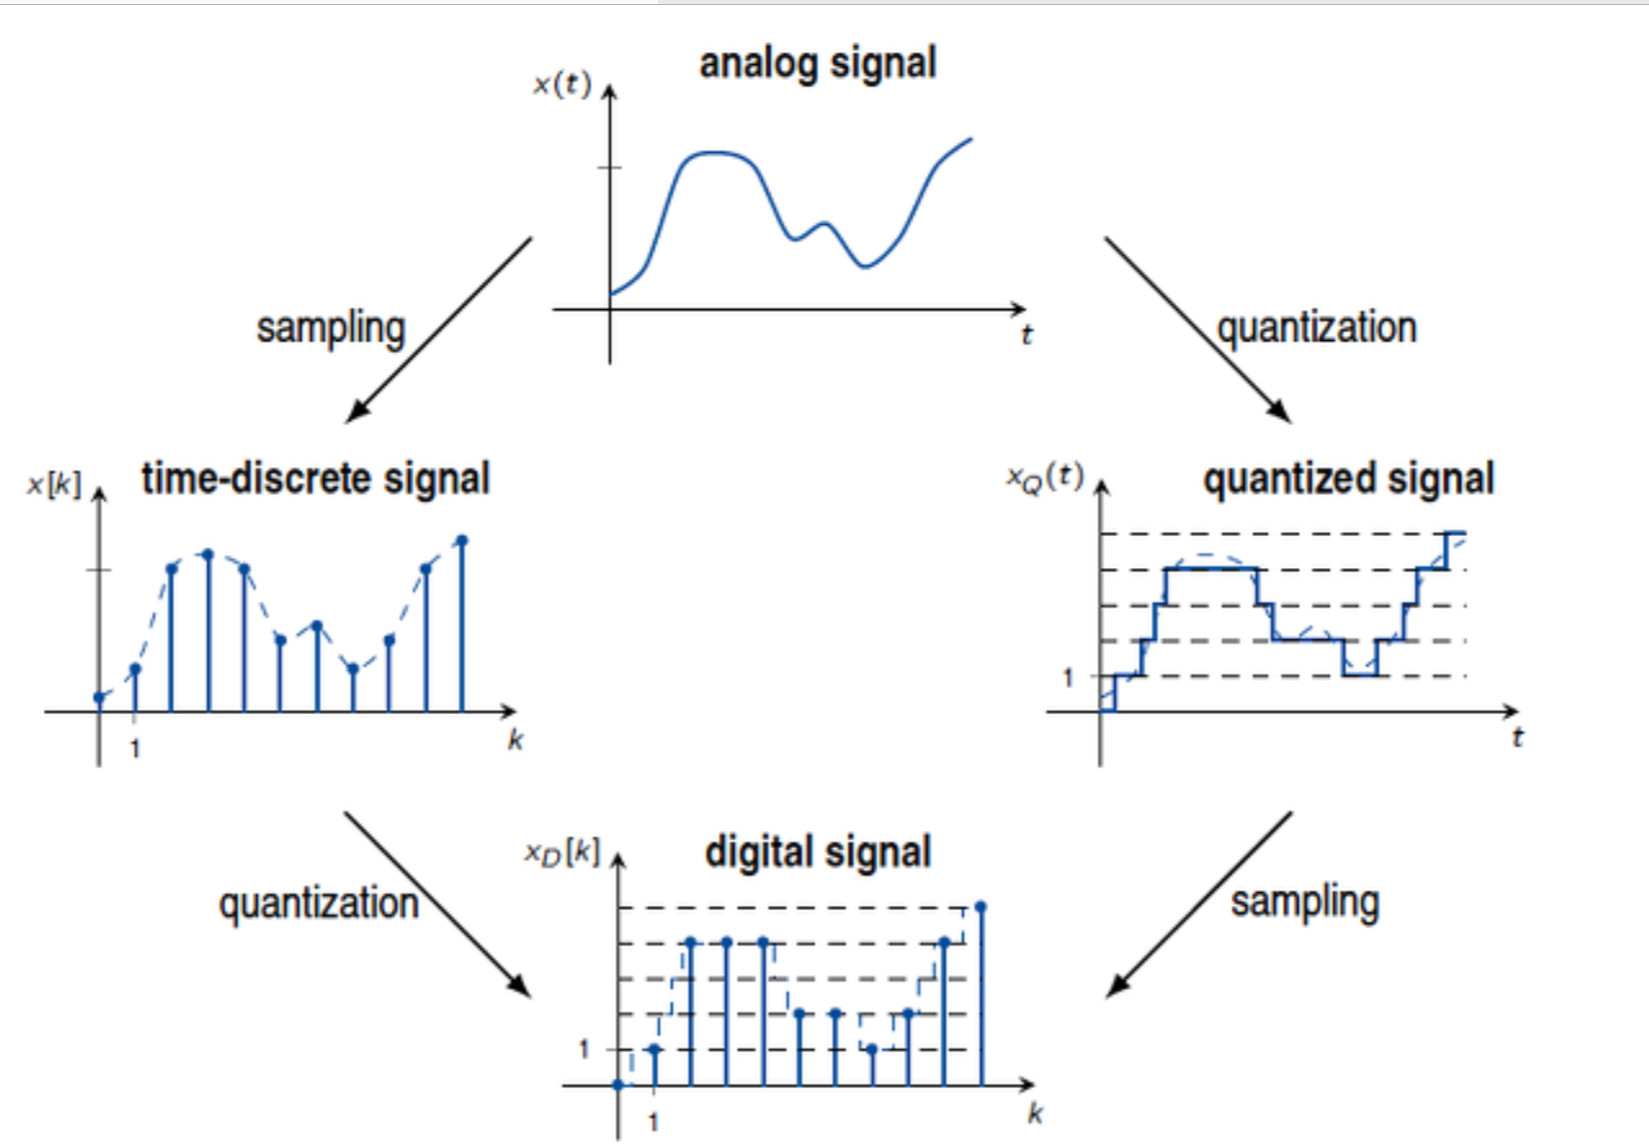 analog signal
x(t)
t
sampling
quantization
x[k]
time-discrete signal
1
k
x_Q(t)
quantized signal
1
t
quantization
sampling
x_D[k]
digital signal
1
1
k